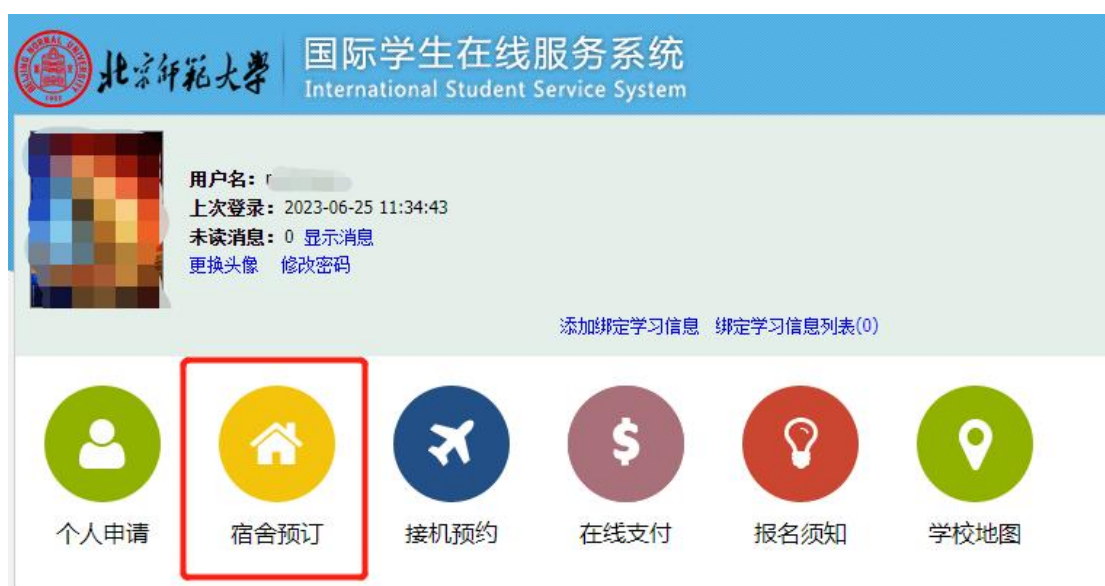 北京师范大学
国际学生在线服务系统
International Student Service System
BEIJING NORMAL UNIVERSITY
1902
用户名：r
上次登录：2023-06-25 11:34:43
未读消息：0 显示消息
更换头像 修改密码
添加绑定学习信息 绑定学习信息列表(0)
个人申请 宿舍预订 接机预约 在线支付 报名须知 学校地图